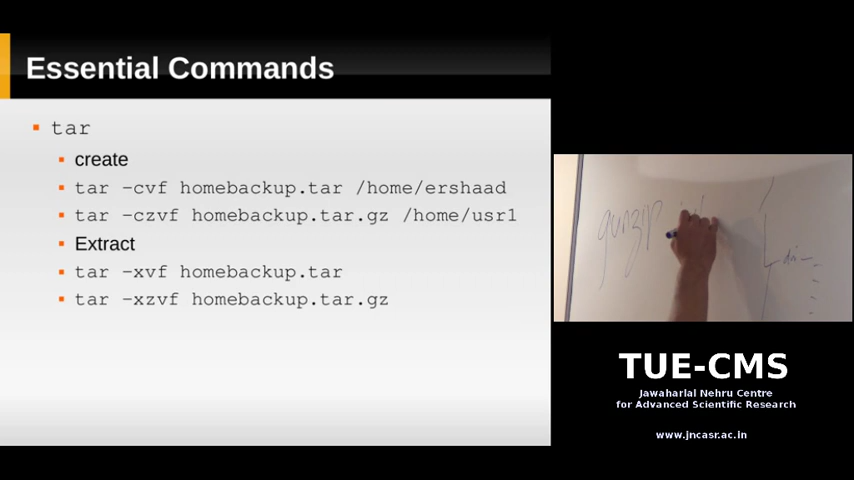 Essential Commands
tar
create
tar -cvf homebackup.tar /home/ershaad
tar -czvf homebackup.tar.gz /home/usr1
Extract
tar -xvf homebackup.tar
tar -xzvf homebackup.tar.gz
gunzip
TUE-CMS
Jawaharlal Nehru Centre
for Advanced Scientific Research
www.jncasr.ac.in